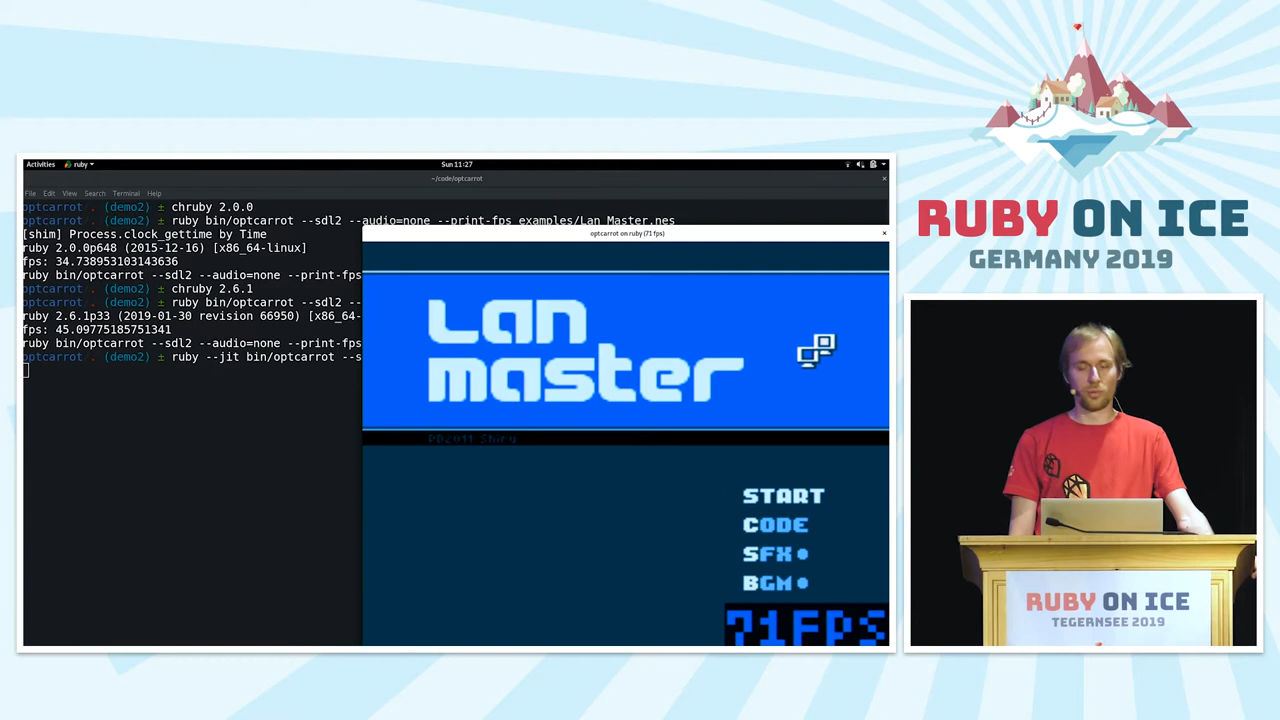 Activities ruby Sun 11:27
~/code/optcarrot
File Edit View Search Terminal Help
optcarrot/. (demo2) ± chruby 2.0.0
optcarrot/. (demo2) ± ruby bin/optcarrot --sdl2 --audio=none --print-fps examples/Lan_Master.nes
[shim] Process.clock_gettime by Time
ruby 2.0.0p648 (2015-12-16) [x86_64-linux]
fps: 34.738953103143636
ruby bin/optcarrot --sdl2 --audio=none --print-fps
optcarrot/. (demo2) ± chruby 2.6.1
optcarrot/. (demo2) ± ruby bin/optcarrot --sdl2 --
ruby 2.6.1p33 (2019-01-30 revision 66950) [x86_64-
fps: 45.09775185751341
ruby bin/optcarrot --sdl2 --audio=none --print-fps
optcarrot/. (demo2) ± ruby --jit bin/optcarrot --s
optcarrot on ruby (71 fps)
Lan
master
START
CODE
SFX
BGM
71FPS
RUBY ON ICE
GERMANY 2019
RUBY ON ICE
TEGERNSEE 2019